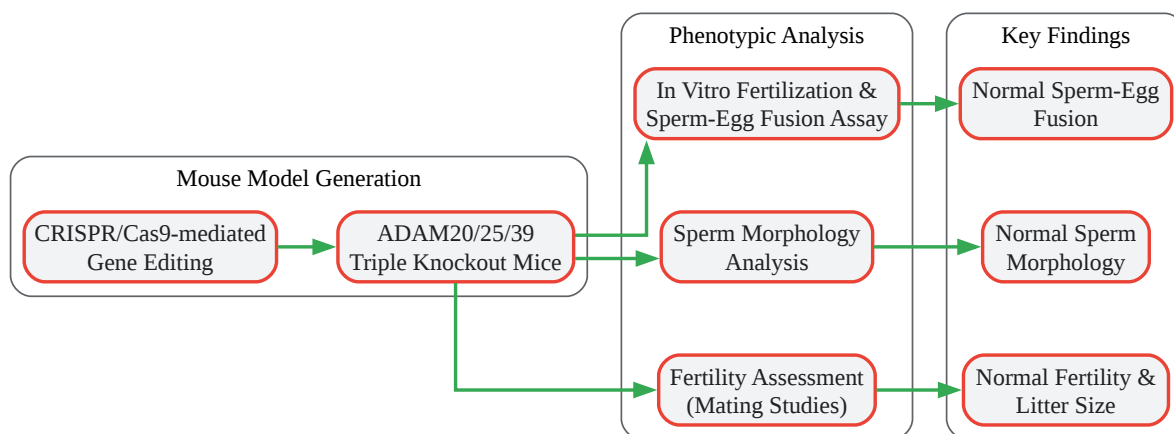 Phenotypic Analysis
Key Findings
In Vitro Fertilization &
Sperm-Egg Fusion Assay
Normal Sperm-Egg
Fusion
Mouse Model Generation
CRISPR/Cas9-mediated
Gene Editing
ADAM20/25/39
Triple Knockout Mice
Sperm Morphology
Analysis
Normal Sperm
Morphology
Fertility Assessment
(Mating Studies)
Normal Fertility &
Litter Size